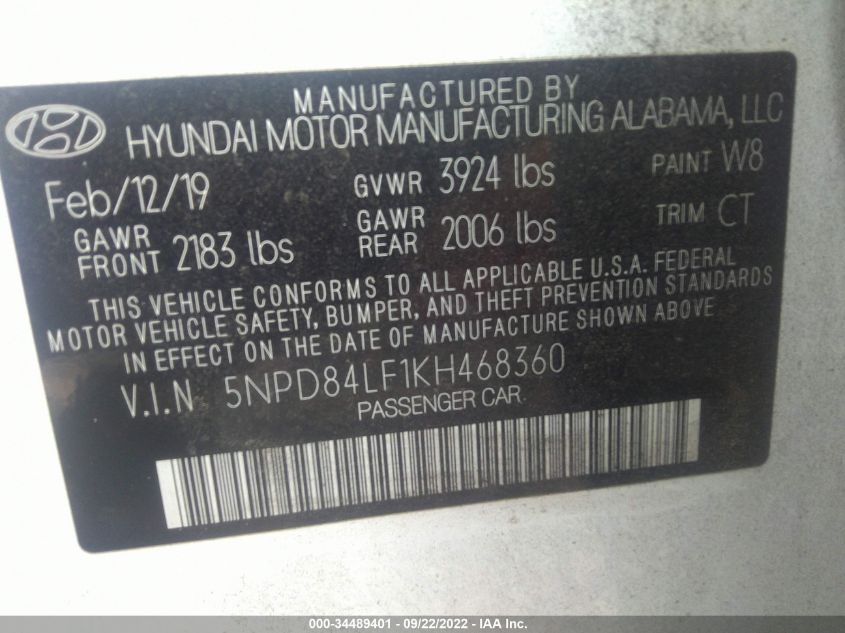 MANUFACTURED BY
HYUNDAI MOTOR MANUFACTURING ALABAMA, LLC
Feb/12/19 GVWR 3924 lbs PAINT W8
GAWR FRONT 2183 lbs GAWR REAR 2006 lbs TRIM CT
THIS VEHICLE CONFORMS TO ALL APPLICABLE U.S.A. FEDERAL
MOTOR VEHICLE SAFETY, BUMPER, AND THEFT PREVENTION STANDARDS
IN EFFECT ON THE DATE OF MANUFACTURE SHOWN ABOVE
V.I.N 5NPD84LF1KH468360
PASSENGER CAR
000-34489401 - 09/22/2022 - IAA Inc.